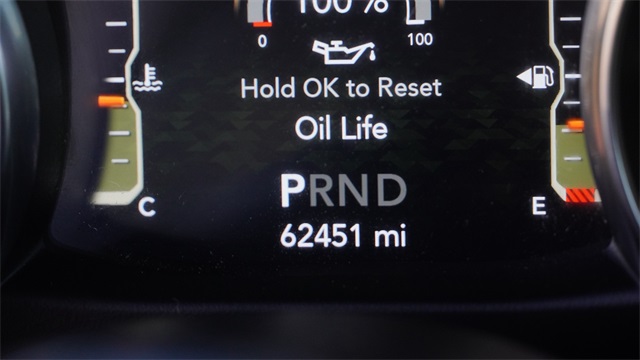 100%
0 100
Hold OK to Reset
Oil Life
PRND
C E
62451 mi